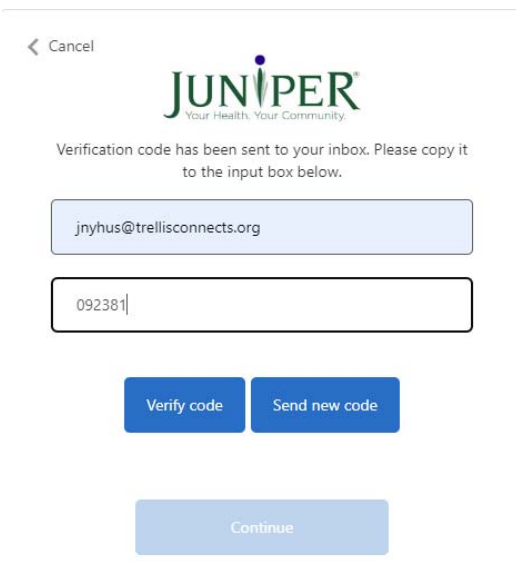 Cancel
JUNIPER®
Your Health. Your Community.
Verification code has been sent to your inbox. Please copy it
to the input box below.
jnyhus@trellisconnects.org
092381
Verify code
Send new code
Continue